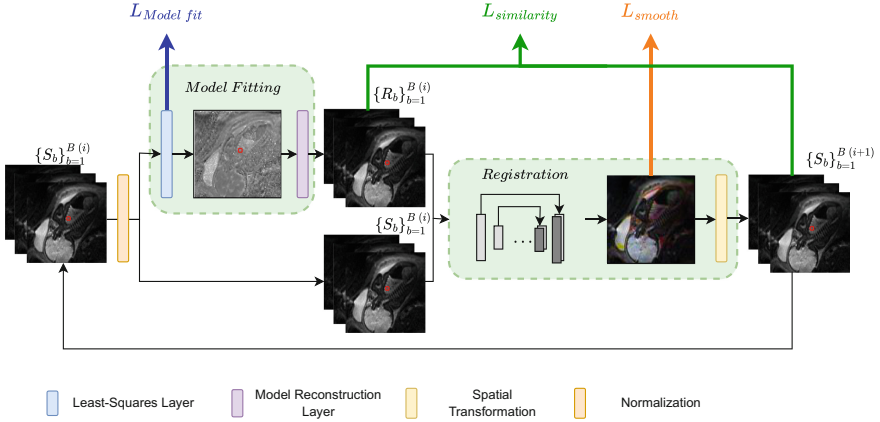 L_{Model fit}
L_{similarity}
L_{smooth}
Model Fitting
{R_b}_{b=1}^{B (i)}
{S_b}_{b=1}^{B (i)}
{S_b}_{b=1}^{B (i+1)}
Registration
{S_b}_{b=1}^{B (i)}
...
Least-Squares Layer
Model Reconstruction
Layer
Spatial
Transformation
Normalization